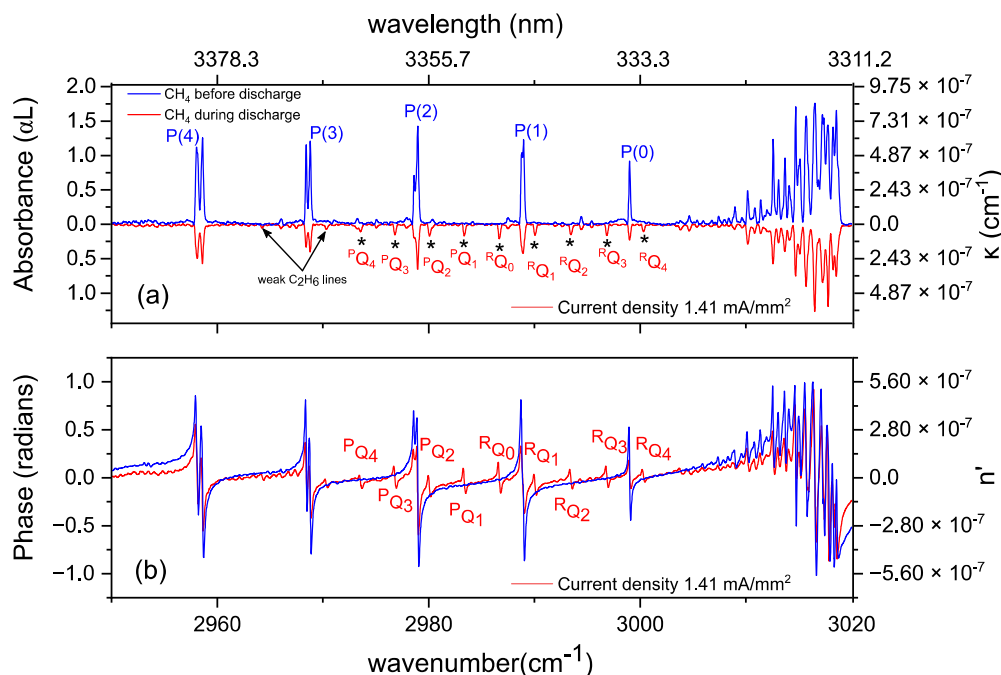 wavelength (nm)
3378.3 3355.7 333.3 3311.2
Absorbance (αL)
2.0
1.5
1.0
0.5
0.0
0.5
1.0
CH₄ before discharge
CH₄ during discharge
P(4) P(3) P(2) P(1) P(0)
weak C₂H₆ lines
* * * * * * * * *
ᴾQ₄ ᴾQ₃ ᴾQ₂ ᴾQ₁ ᴿQ₀ ᴿQ₁ ᴿQ₂ ᴿQ₃ ᴿQ₄
(a)
Current density 1.41 mA/mm²
9.75 × 10⁻⁷
7.31 × 10⁻⁷
4.87 × 10⁻⁷
2.43 × 10⁻⁷
0
2.43 × 10⁻⁷
4.87 × 10⁻⁷
κ (cm⁻¹)
Phase (radians)
1.0
0.5
0.0
−0.5
−1.0
ᴾQ₄ ᴾQ₂ ᴿQ₀ ᴿQ₁ ᴿQ₃ ᴿQ₄
ᴾQ₃ ᴾQ₁ ᴿQ₂
(b)
Current density 1.41 mA/mm²
5.60 × 10⁻⁷
2.80 × 10⁻⁷
0
−2.80 × 10⁻⁷
−5.60 × 10⁻⁷
n'
2960 2980 3000 3020
wavenumber(cm⁻¹)